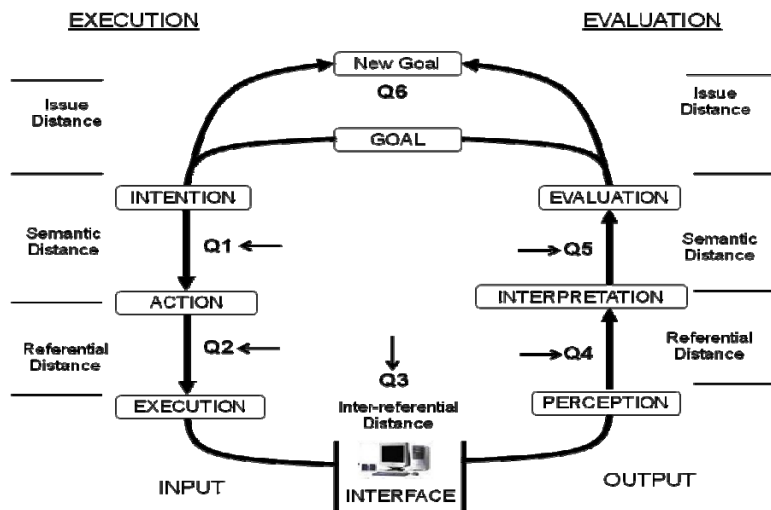 EXECUTION
EVALUATION
New Goal
Q6
Issue
Distance
Issue
Distance
GOAL
INTENTION
EVALUATION
Semantic
Distance
Q1
Q5
Semantic
Distance
ACTION
INTERPRETATION
Referential
Distance
Q2
Q4
Referential
Distance
Q3
EXECUTION
Inter-referential
Distance
PERCEPTION
INPUT
INTERFACE
OUTPUT